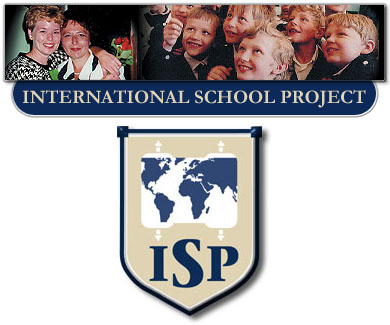 INTERNATIONAL SCHOOL PROJECT
ISP